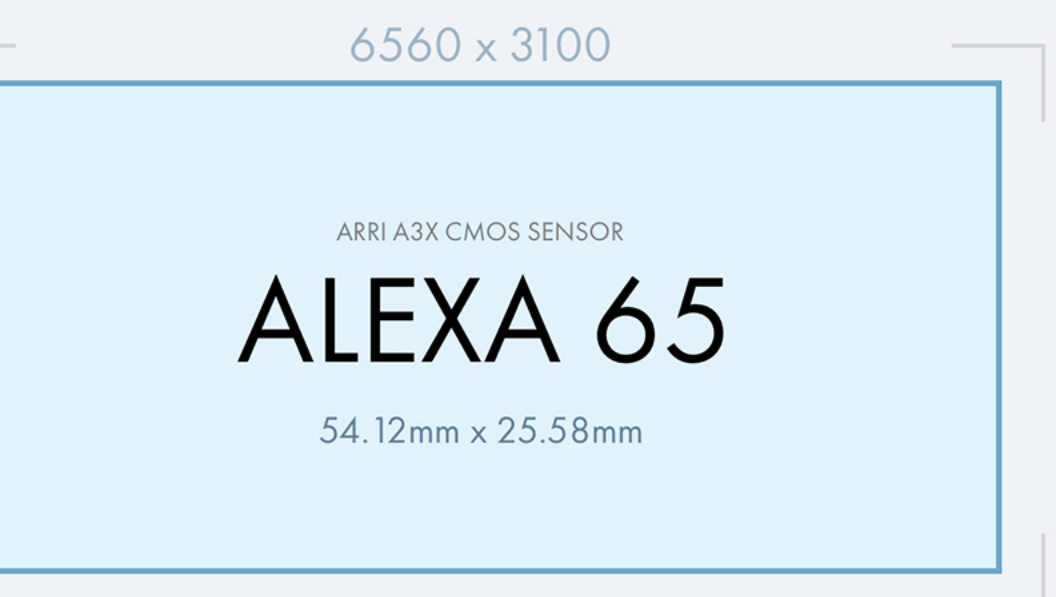 6560 x 3100
ARRI A3X CMOS SENSOR
ALEXA 65
54.12mm x 25.58mm